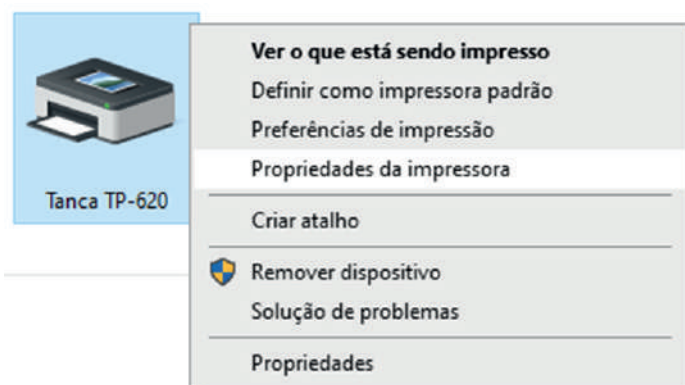 Ver o que está sendo impresso
Definir como impressora padrão
Preferências de impressão
Propriedades da impressora
Tanca TP-620
Criar atalho
Remover dispositivo
Solução de problemas
Propriedades